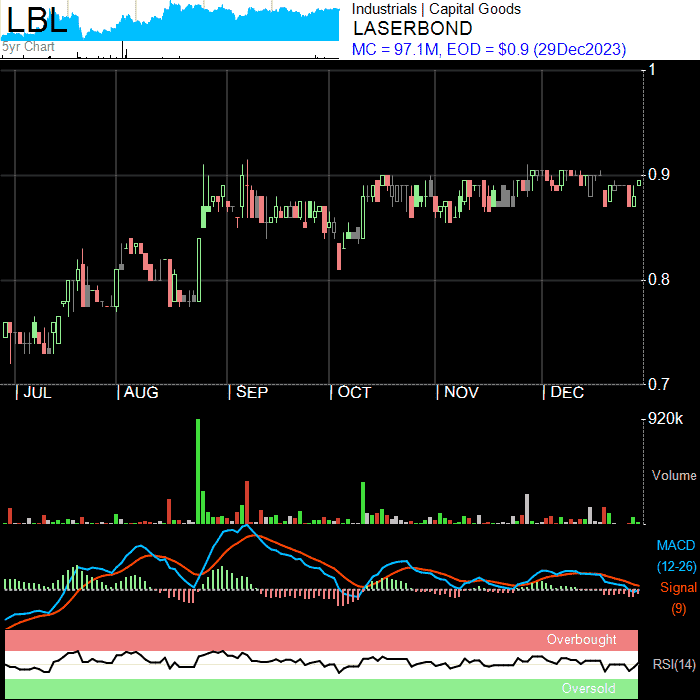 LBL
5yr Chart
Industrials | Capital Goods
LASERBOND
MC = 97.1M, EOD = $0.9 (29Dec2023)
1
0.9
0.8
0.7
JUL AUG SEP OCT NOV DEC
920k
Volume
MACD
(12-26)
Signal
(9)
Overbought
RSI(14)
Oversold